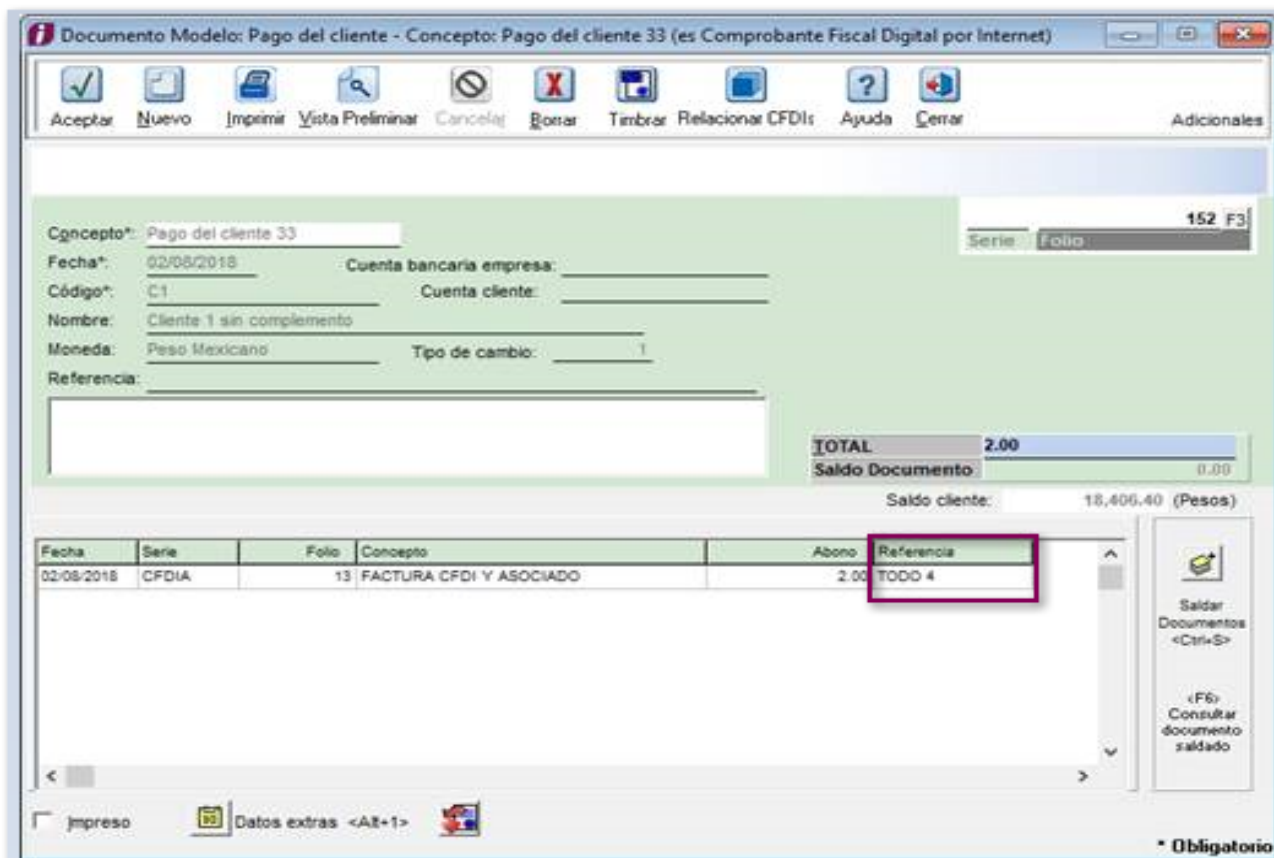 Documento Modelo: Pago del cliente - Concepto: Pago del cliente 33 (es Comprobante Fiscal Digital por Internet)
Aceptar Nuevo Imprimir Vista Preliminar Cancelar Borrar Timbrar Relacionar CFDIs Ayuda Cerrar Adicionales
152 F3
Serie Folio
Concepto*: Pago del cliente 33
Fecha*: 02/08/2018 Cuenta bancaria empresa:
Código*: C1 Cuenta cliente:
Nombre: Cliente 1 sin complemento
Moneda: Peso Mexicano Tipo de cambio: 1
Referencia:
TOTAL 2.00
Saldo Documento 0.00
Saldo cliente: 18,406.40 (Pesos)
Fecha Serie Folio Concepto Abono Referencia
02/08/2018 CFDIA 13 FACTURA CFDI Y ASOCIADO 2.00 TODO 4
Saldar
Documentos
<Ctrl+S>
<F6>
Consultar
documento
saldado
Impreso Datos extras <Alt+1>
* Obligatorio